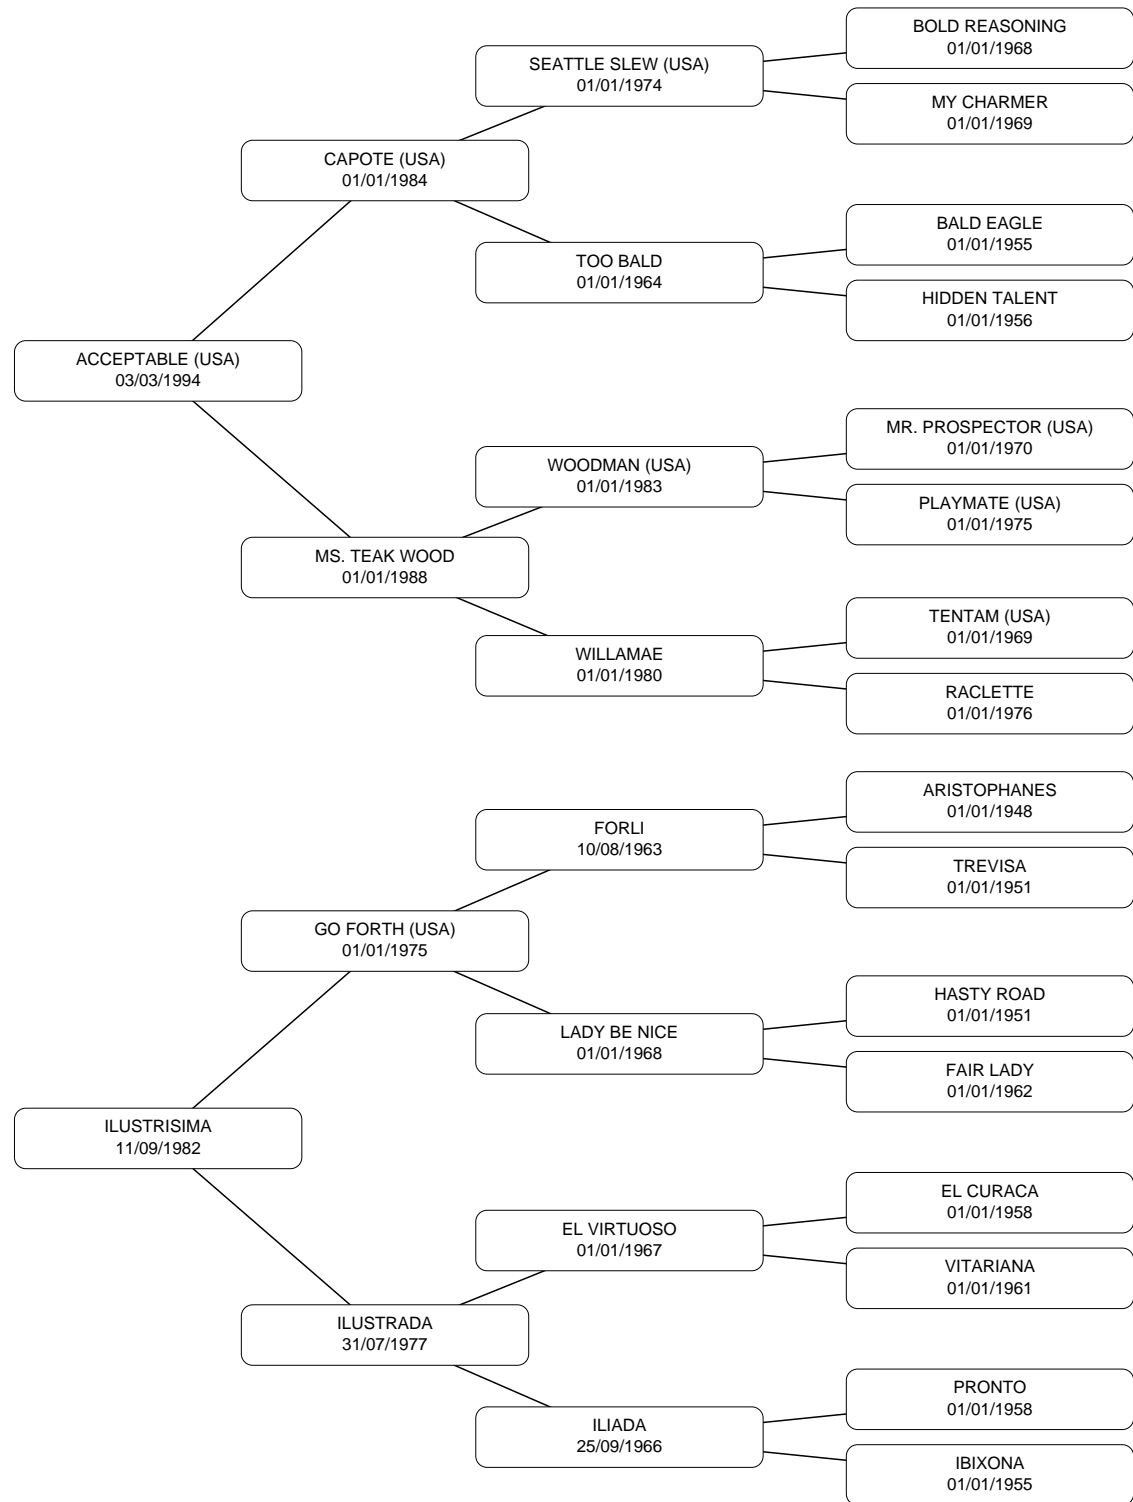 BOLD REASONING
01/01/1968
SEATTLE SLEW (USA)
01/01/1974
MY CHARMER
01/01/1969
CAPOTE (USA)
01/01/1984
BALD EAGLE
01/01/1955
TOO BALD
01/01/1964
HIDDEN TALENT
01/01/1956
ACCEPTABLE (USA)
03/03/1994
MR. PROSPECTOR (USA)
01/01/1970
WOODMAN (USA)
01/01/1983
PLAYMATE (USA)
01/01/1975
MS. TEAK WOOD
01/01/1988
TENTAM (USA)
01/01/1969
WILLAMAE
01/01/1980
RACLETTE
01/01/1976
ARISTOPHANES
01/01/1948
FORLI
10/08/1963
TREVISA
01/01/1951
GO FORTH (USA)
01/01/1975
HASTY ROAD
01/01/1951
LADY BE NICE
01/01/1968
FAIR LADY
01/01/1962
ILUSTRISIMA
11/09/1982
EL CURACA
01/01/1958
EL VIRTUOSO
01/01/1967
VITARIANA
01/01/1961
ILUSTRADA
31/07/1977
PRONTO
01/01/1958
ILIADA
25/09/1966
IBIXONA
01/01/1955